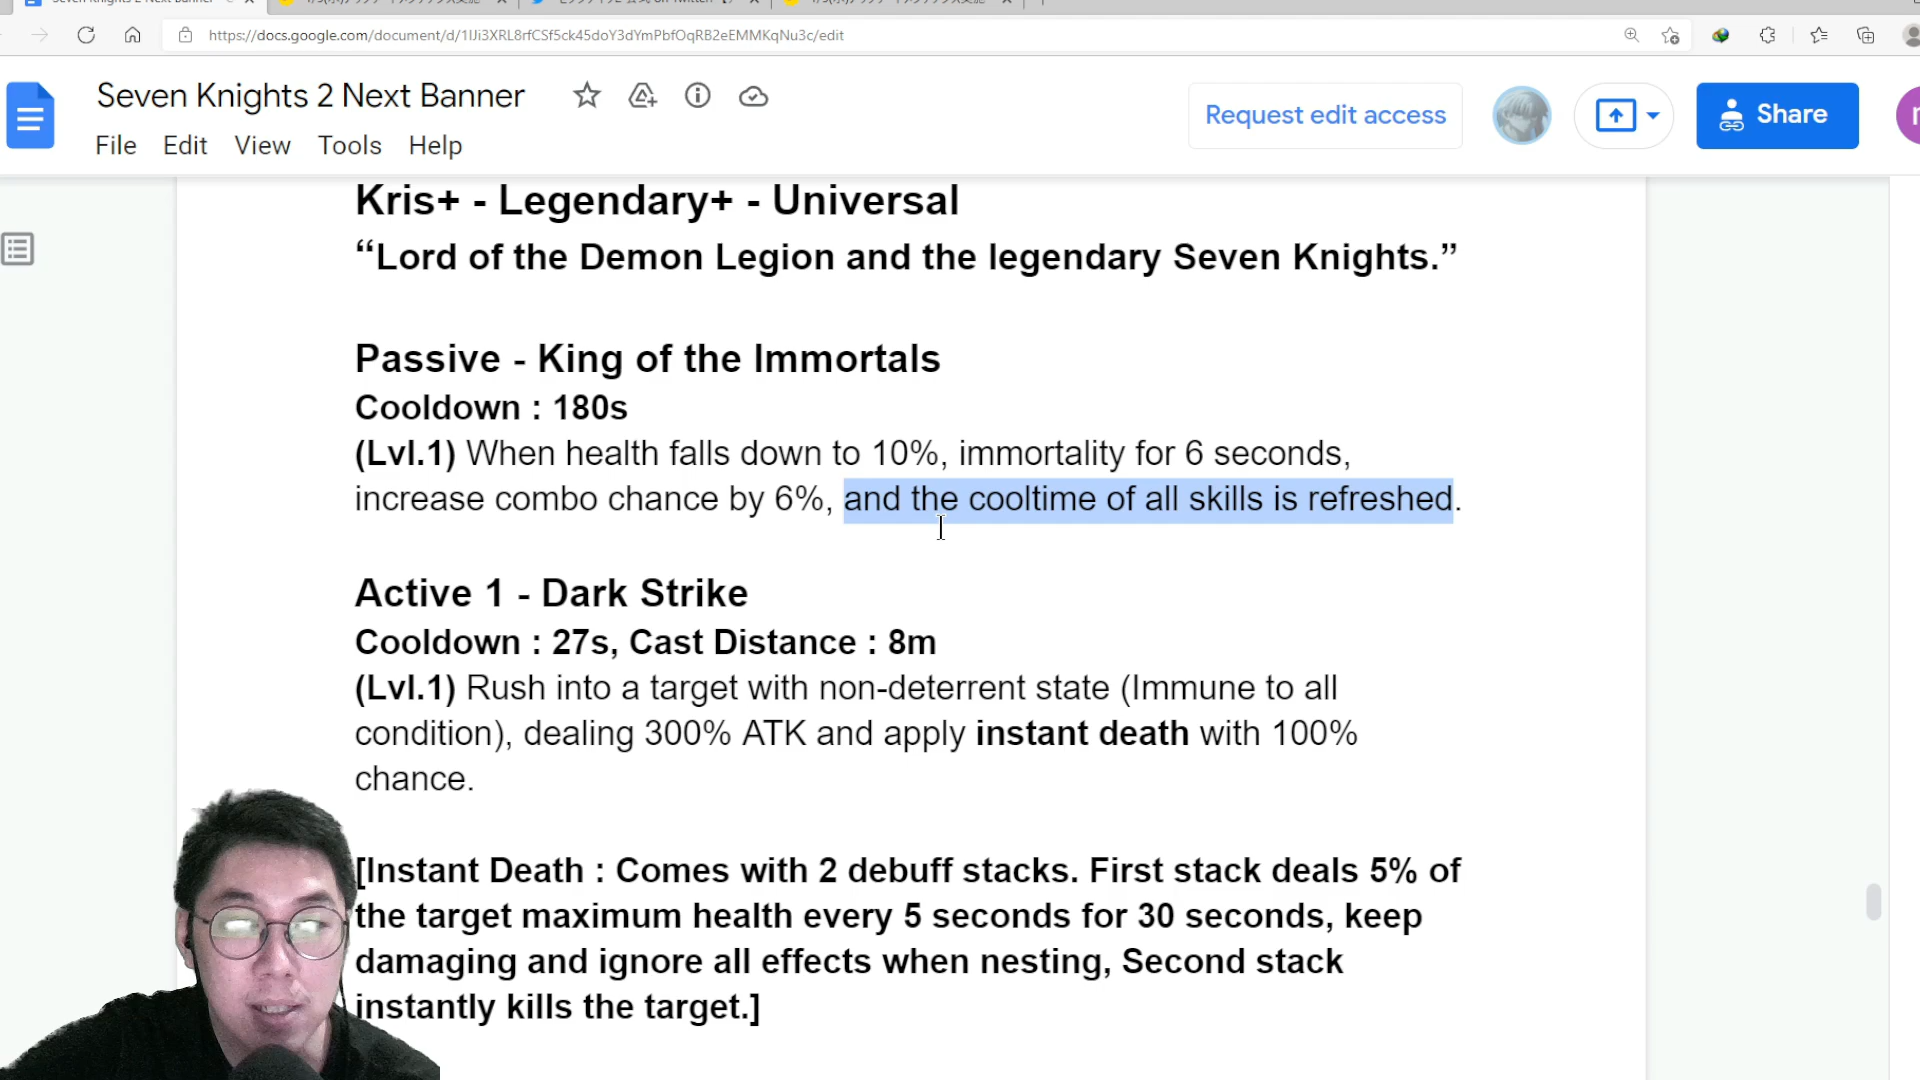 https://docs.google.com/document/d/1IJi3XRL8rfCSf5ck45doY3dYmPbfOqRB2eEMMKqNu3c/edit
Seven Knights 2 Next Banner
Request edit access
Share
File Edit View Tools Help
Kris+ - Legendary+ - Universal
“Lord of the Demon Legion and the legendary Seven Knights.”
Passive - King of the Immortals
Cooldown : 180s
(Lvl.1) When health falls down to 10%, immortality for 6 seconds,
increase combo chance by 6%, and the cooltime of all skills is refreshed.
Active 1 - Dark Strike
Cooldown : 27s, Cast Distance : 8m
(Lvl.1) Rush into a target with non-deterrent state (Immune to all
condition), dealing 300% ATK and apply instant death with 100%
chance.
[Instant Death : Comes with 2 debuff stacks. First stack deals 5% of
the target maximum health every 5 seconds for 30 seconds, keep
damaging and ignore all effects when nesting, Second stack
instantly kills the target.]